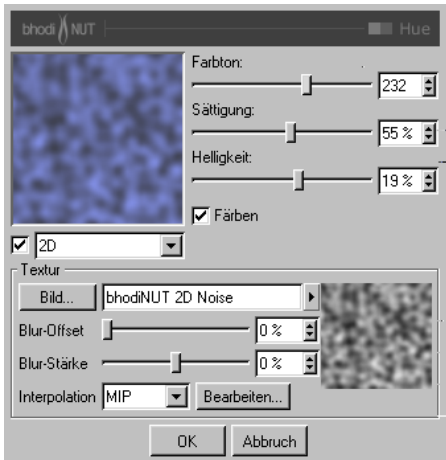 bhodi NUT Hue
Farbton:
232
Sättigung:
55 %
Helligkeit:
19 %
Färben
2D
Textur
Bild... bhodiNUT 2D Noise
Blur-Offset 0 %
Blur-Stärke 0 %
Interpolation MIP Bearbeiten...
OK Abbruch